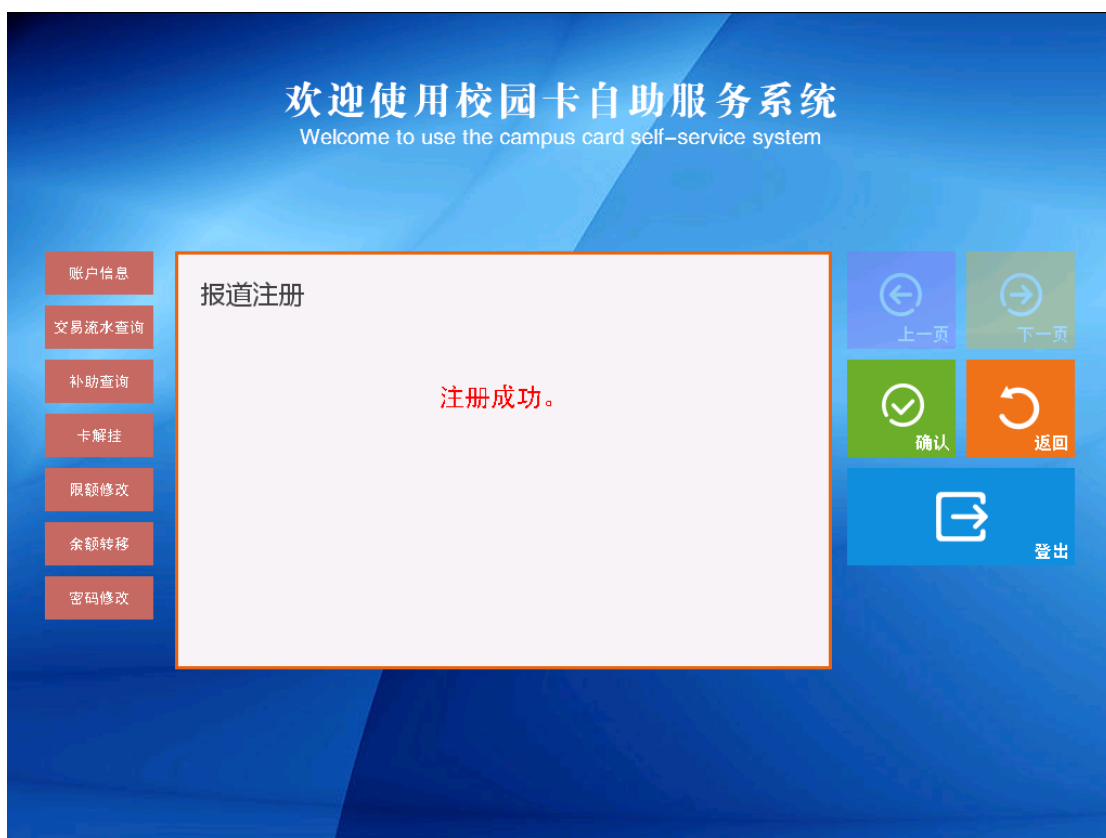 欢迎使用校园卡自助服务系统
Welcome to use the campus card self-service system
账户信息
交易流水查询
补助查询
卡解挂
限额修改
余额转移
密码修改
报道注册
注册成功。
上一页
下一页
确认
返回
登出